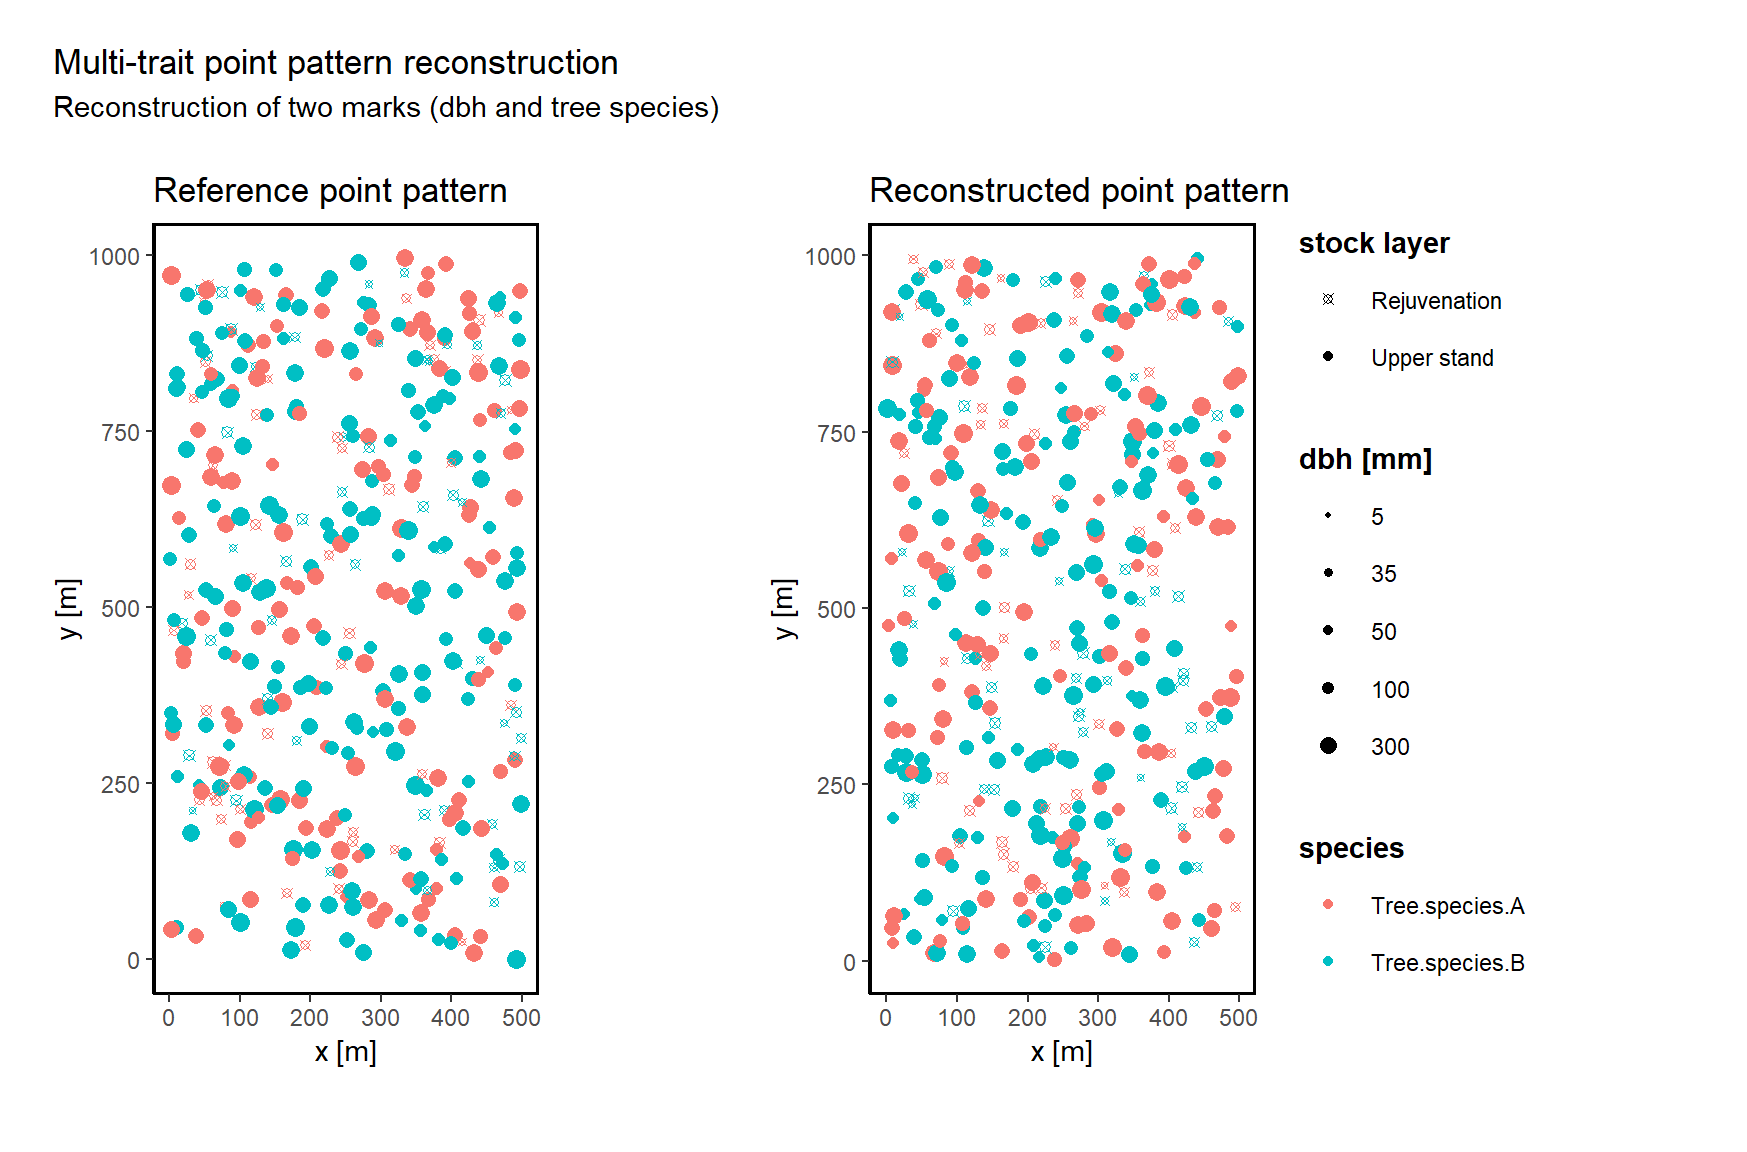 Multi-trait point pattern reconstruction
Reconstruction of two marks (dbh and tree species)
Reference point pattern
1000
750
500
250
0
y [m]
0 100 200 300 400 500
x [m]
Reconstructed point pattern
1000
750
500
250
0
y [m]
0 100 200 300 400 500
x [m]
stock layer
Rejuvenation
Upper stand
dbh [mm]
5
35
50
100
300
species
Tree.species.A
Tree.species.B